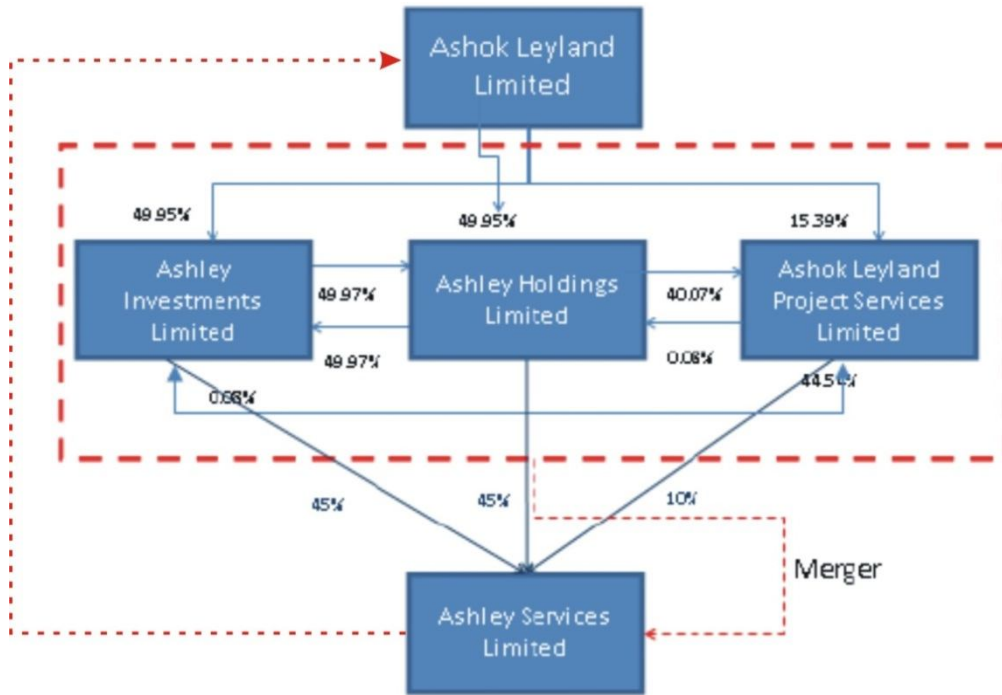 Ashok Leyland
Limited
49.95%
49.95%
15.39%
Ashley
Investments
Limited
49.97%
49.97%
Ashley Holdings
Limited
40.07%
0.08%
Ashok Leyland
Project Services
Limited
0.08%
45%
45%
10%
Merger
Ashley Services
Limited